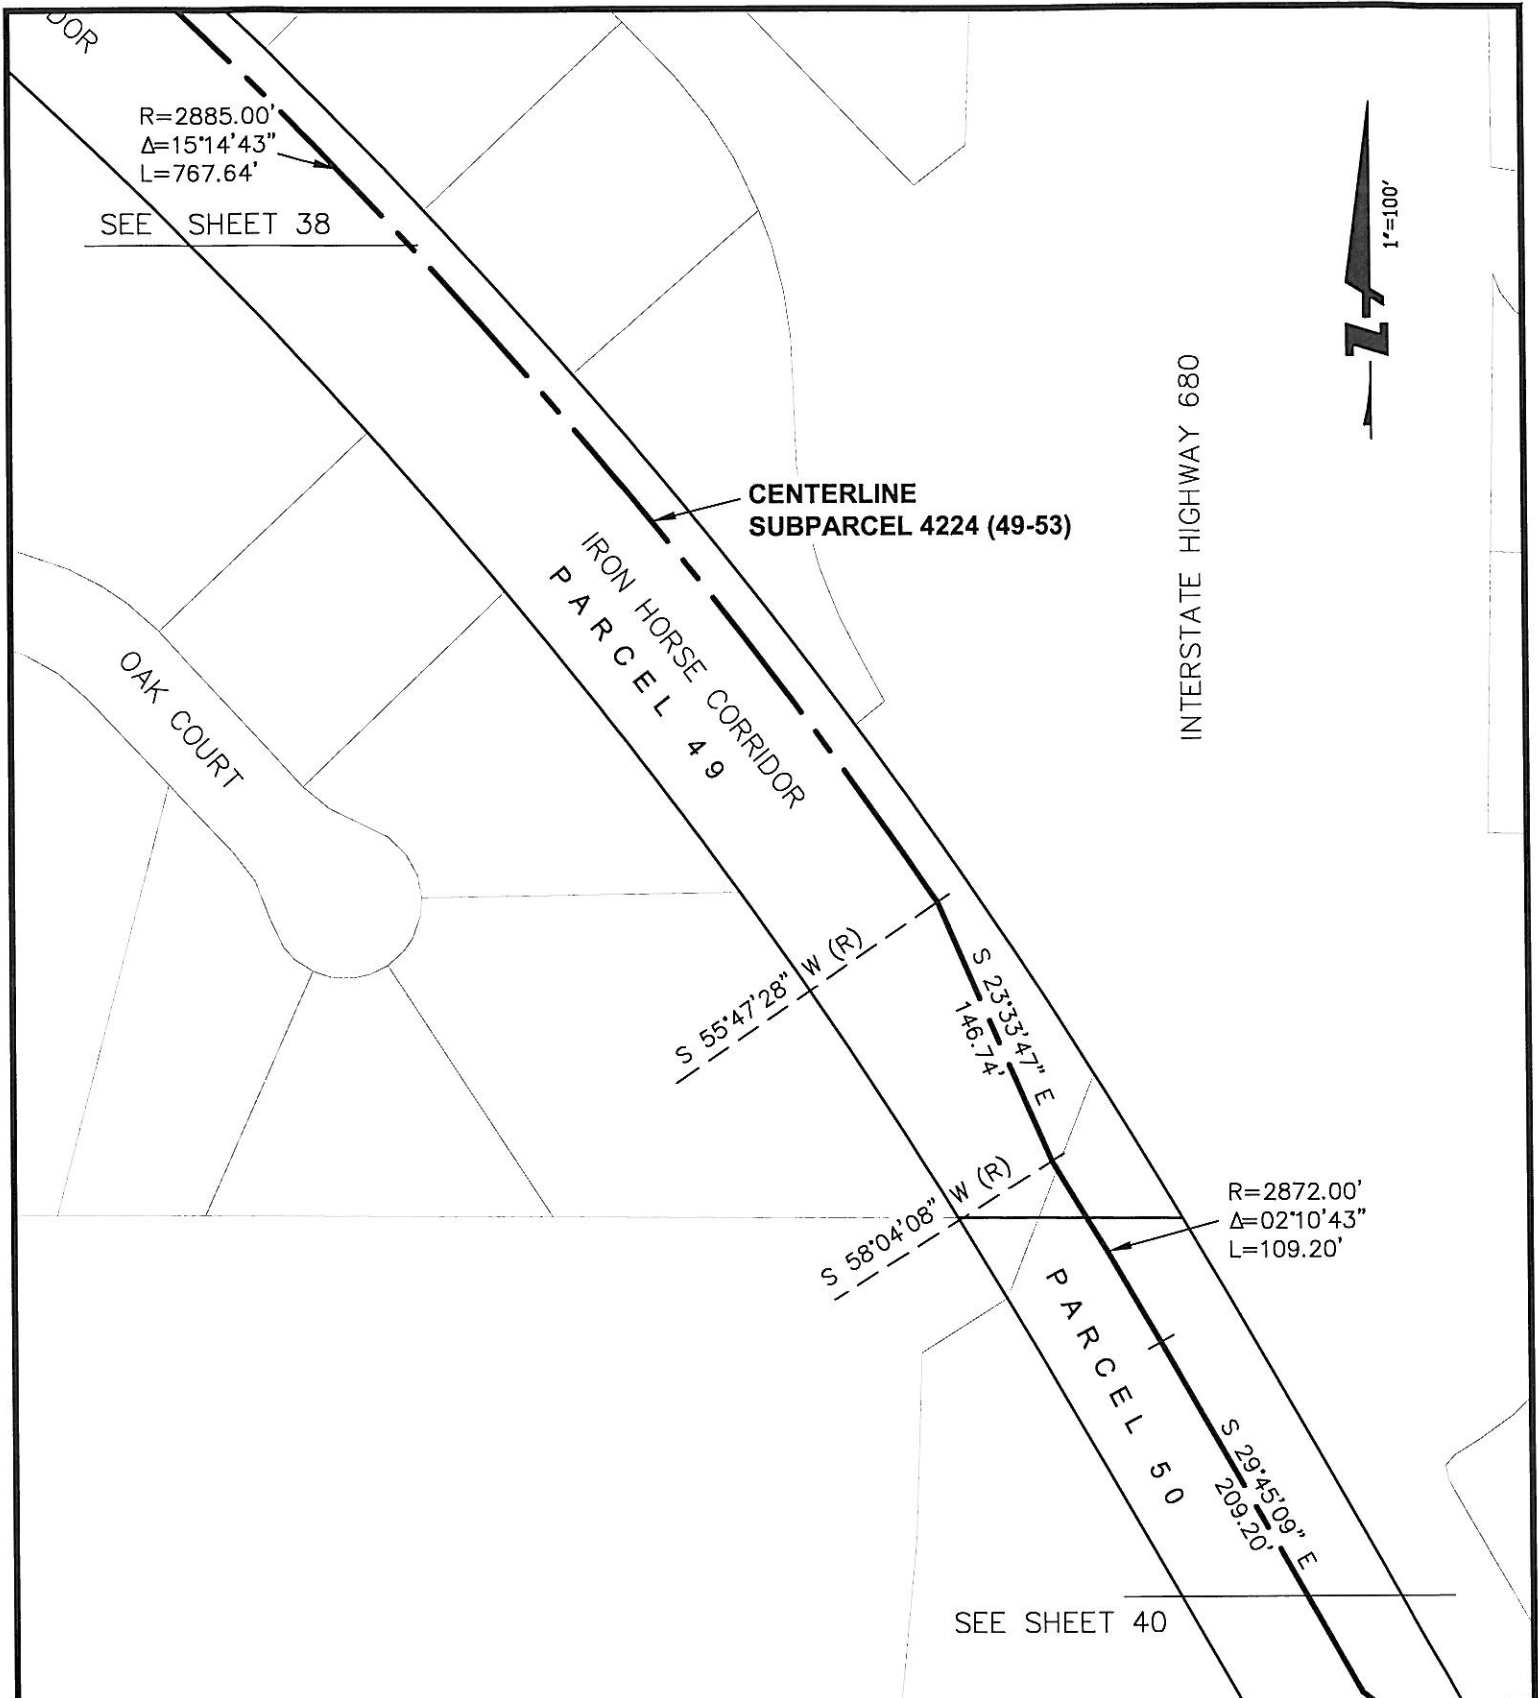 DOR
R=2885.00'
Δ=15°14'43"
L=767.64'
SEE SHEET 38
1"=100'
N
INTERSTATE HIGHWAY 680
CENTERLINE
SUBPARCEL 4224 (49-53)
IRON HORSE CORRIDOR
PARCEL 49
OAK COURT
S 55°47'28" W (R)
S 23°33'47" E
146.74'
S 58°04'08" W (R)
R=2872.00'
Δ=02°10'43"
L=109.20'
PARCEL 50
S 29°45'09" E
209.20'
SEE SHEET 40